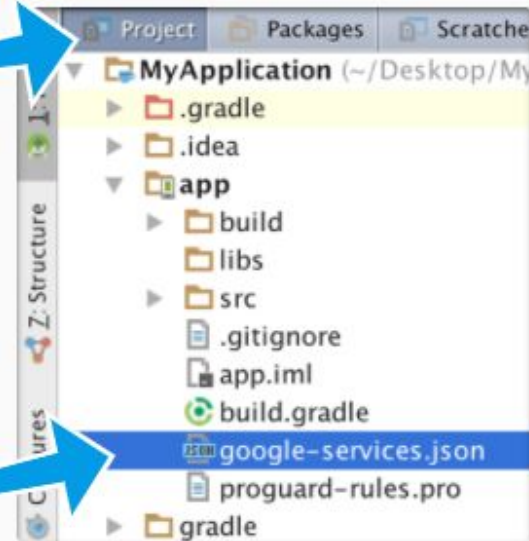 Project Packages Scratche
MyApplication (~/Desktop/My
.gradle
.idea
app
build
libs
src
.gitignore
app.iml
build.gradle
google-services.json
proguard-rules.pro
gradle
Z: Structure